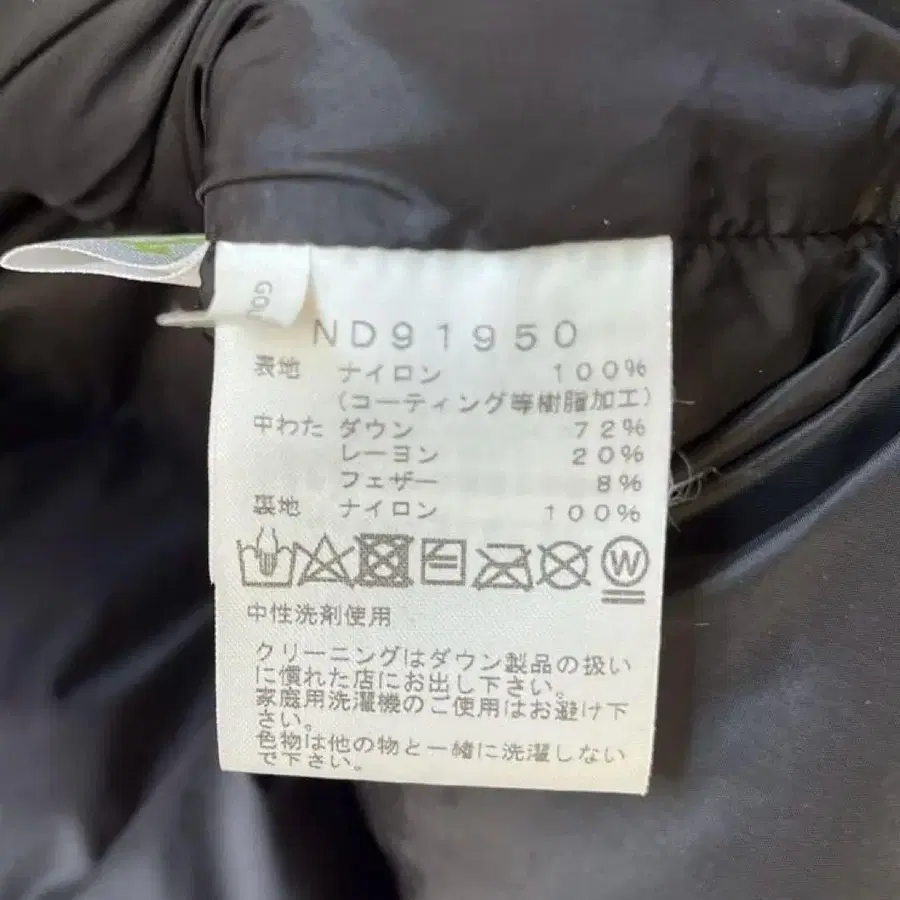 ND91950
表地 ナイロン 100%
(コーティング等樹脂加工)
中わた ダウン 72%
レーヨン 20%
フェザー 8%
裏地 ナイロン 100%
W
中性洗剤使用
クリーニングはダウン製品の扱い
に慣れた店にお出し下さい。
家庭用洗濯機のご使用はお避け下
さい。
色物は他の物と一緒に洗濯しない
で下さい。